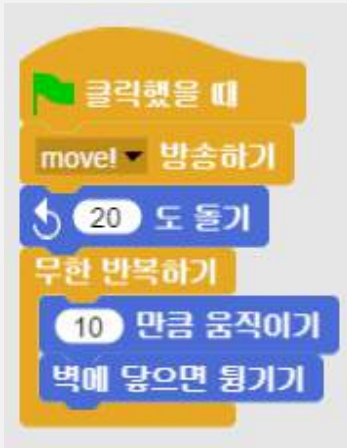 클릭했을 때
move! 방송하기
20 도 돌기
무한 반복하기
10 만큼 움직이기
벽에 닿으면 튕기기